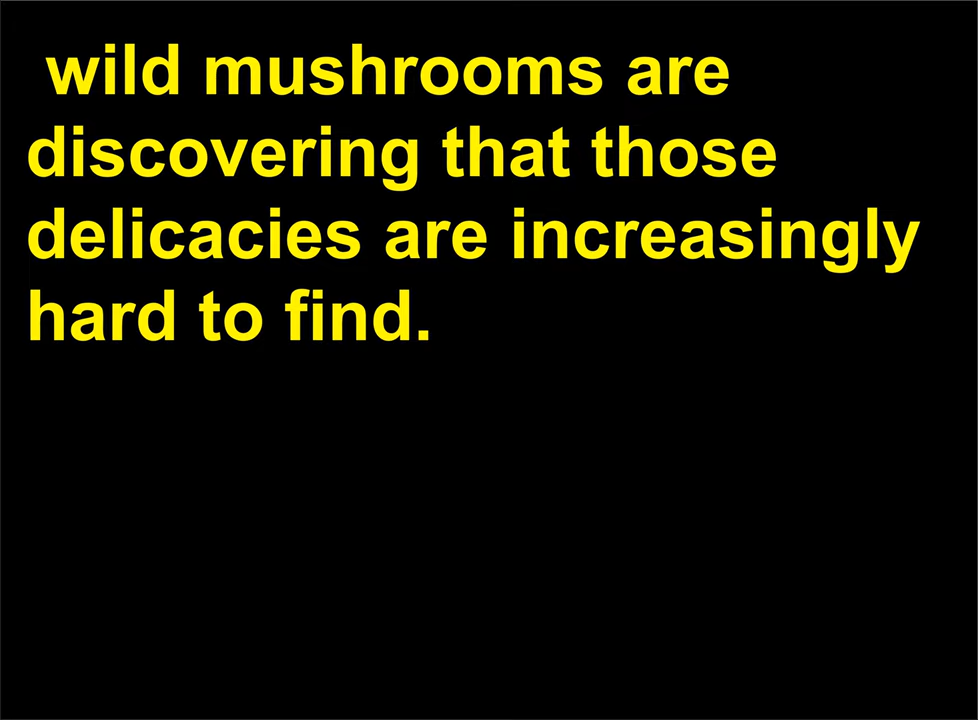 wild mushrooms are
discovering that those
delicacies are increasingly
hard to find.